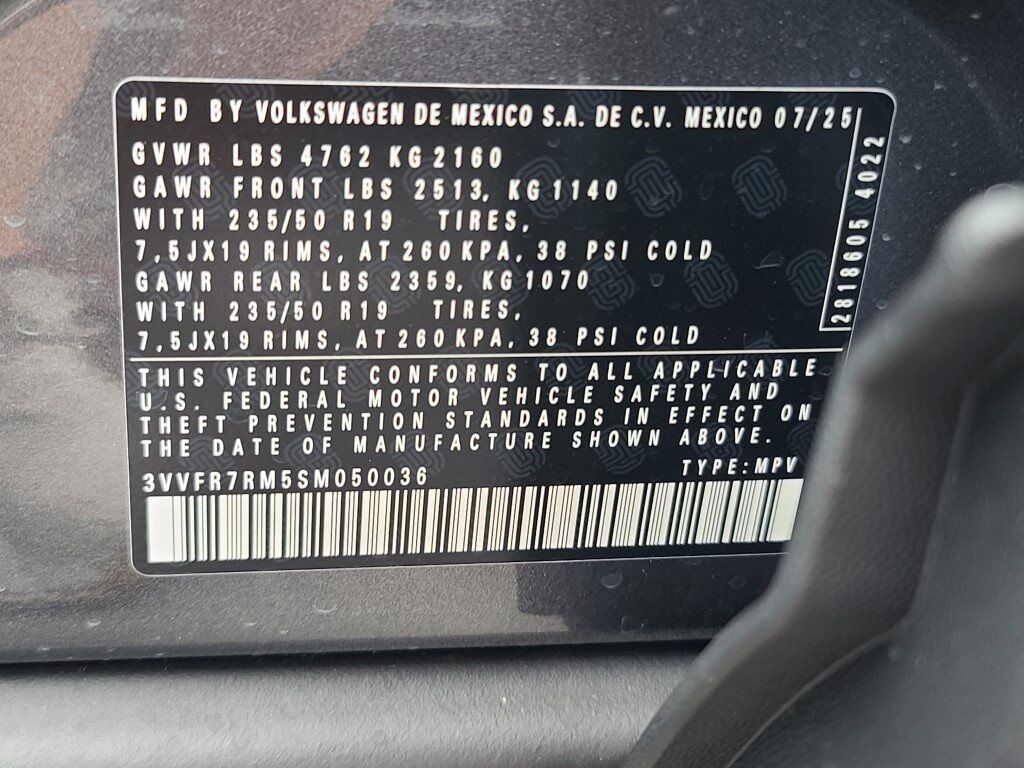 MFD BY VOLKSWAGEN DE MEXICO S.A. DE C.V. MEXICO 07/25
GVWR LBS 4762 KG 2160
GAWR FRONT LBS 2513, KG 1140
WITH 235/50 R19 TIRES,
7,5JX19 RIMS, AT 260 KPA, 38 PSI COLD
GAWR REAR LBS 2359, KG 1070
WITH 235/50 R19 TIRES,
7,5JX19 RIMS, AT 260 KPA, 38 PSI COLD
2818605 4022
THIS VEHICLE CONFORMS TO ALL APPLICABLE
U.S. FEDERAL MOTOR VEHICLE SAFETY AND
THEFT PREVENTION STANDARDS IN EFFECT ON
THE DATE OF MANUFACTURE SHOWN ABOVE.
3VVFR7RM5SM050036 TYPE: MPV